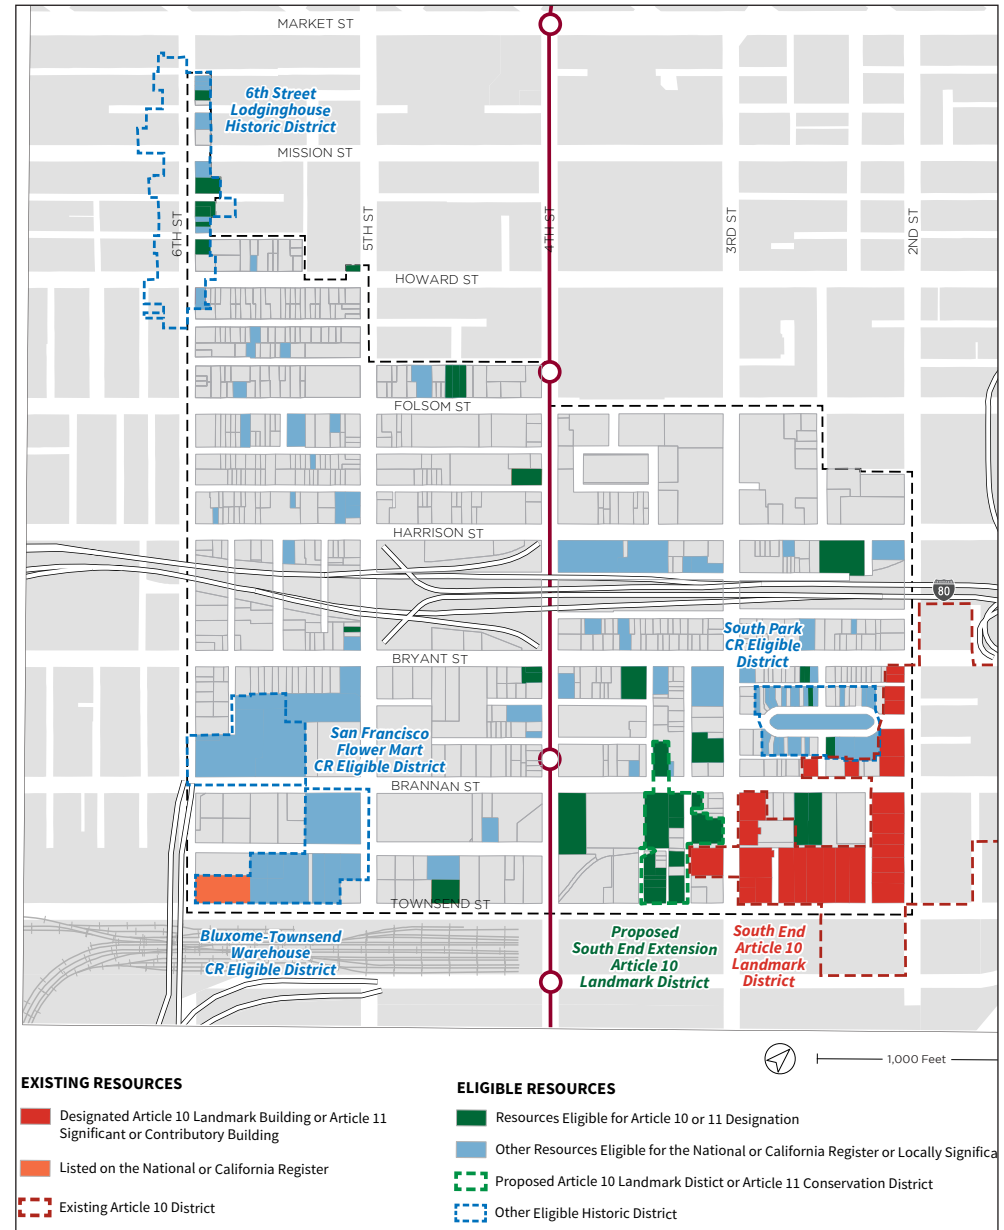 MARKET ST
6th Street
Lodginghouse
Historic District
MISSION ST
6TH ST
5TH ST
4TH ST
3RD ST
2ND ST
HOWARD ST
FOLSOM ST
HARRISON ST
80
South Park
CR Eligible
District
BRYANT ST
San Francisco
Flower Mart
CR Eligible District
BRANNAN ST
TOWNSEND ST
Bluxome-Townsend
Warehouse
CR Eligible District
Proposed
South End Extension
Article 10
Landmark District
South End
Article 10
Landmark
District
1,000 Feet
EXISTING RESOURCES
Designated Article 10 Landmark Building or Article 11
Significant or Contributory Building
Listed on the National or California Register
Existing Article 10 District
ELIGIBLE RESOURCES
Resources Eligible for Article 10 or 11 Designation
Other Resources Eligible for the National or California Register or Locally Significa
Proposed Article 10 Landmark Distict or Article 11 Conservation District
Other Eligible Historic District